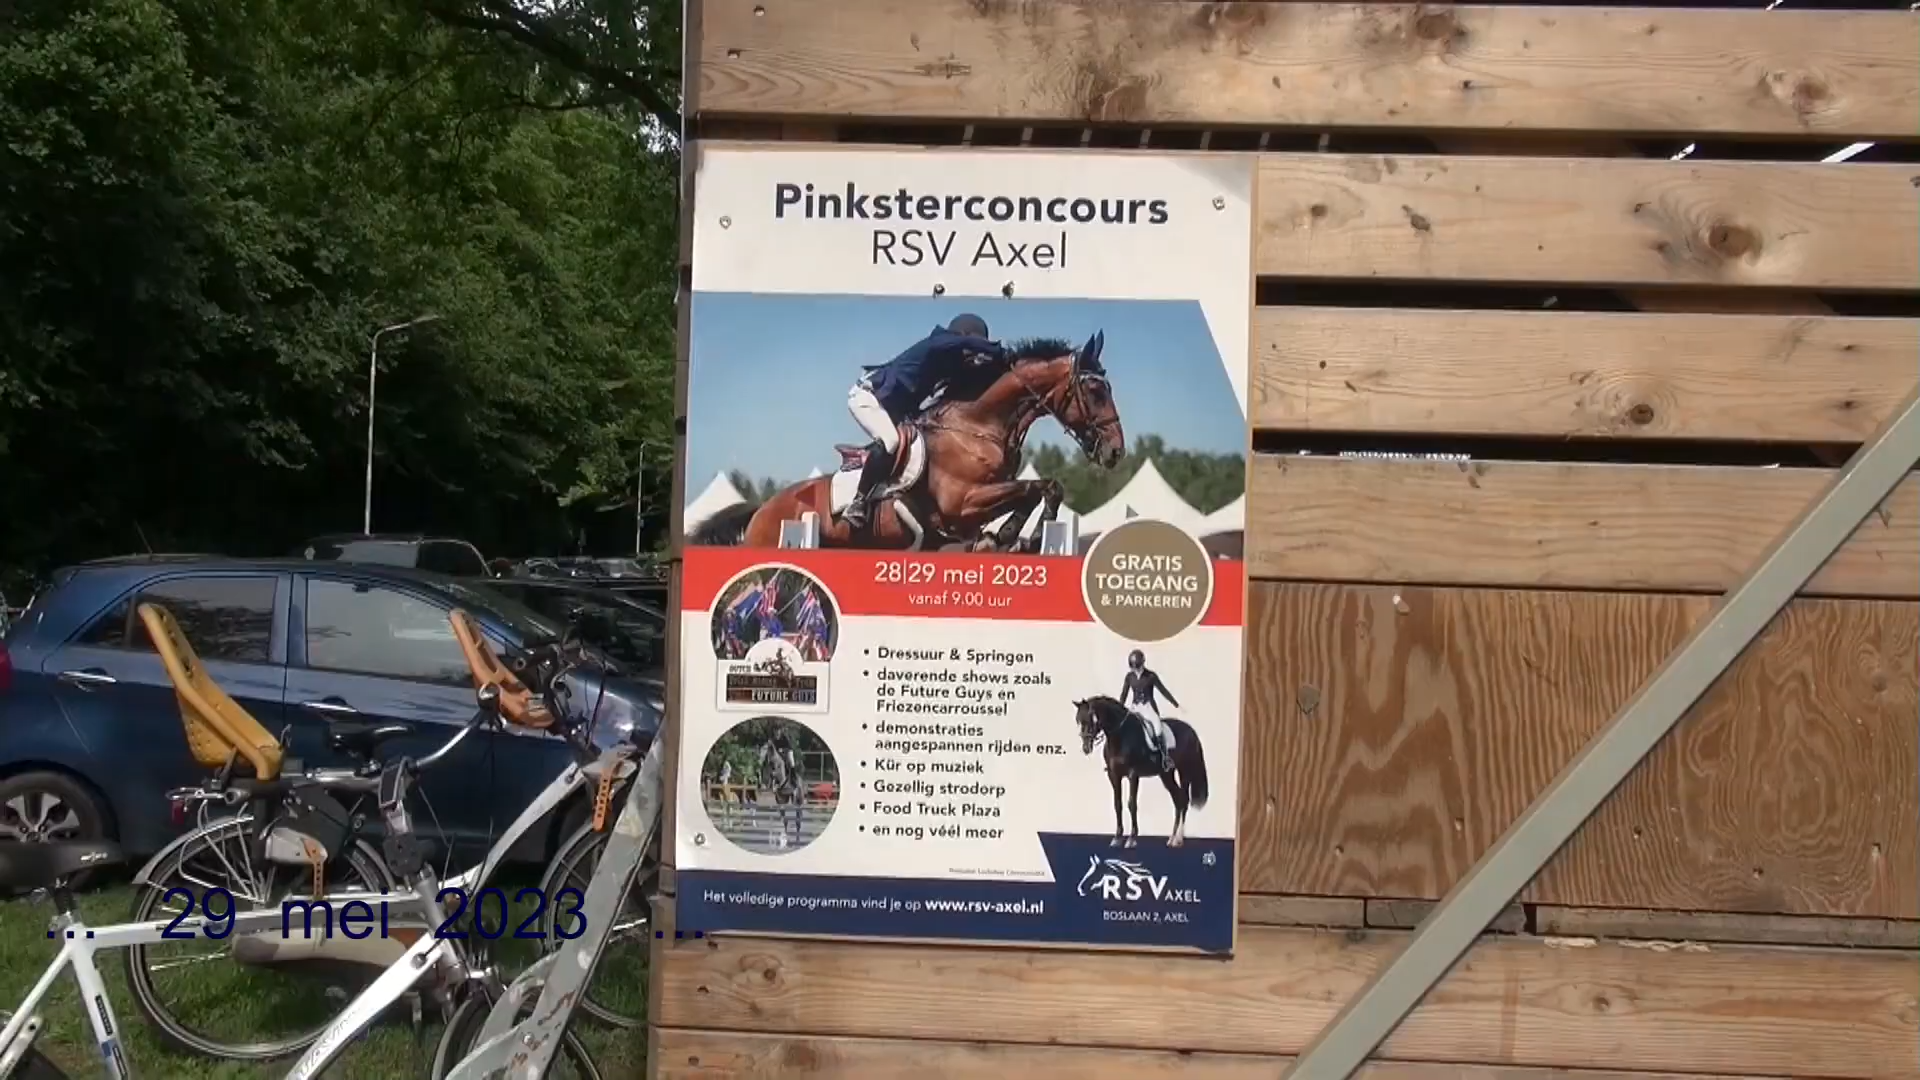 Pinksterconcours
RSV Axel
28|29 mei 2023
vanaf 9.00 uur
GRATIS
TOEGANG
& PARKEREN
• Dressuur & Springen
• daverende shows zoals
de Future Guys en
Friezencarroussel
• demonstraties
aangespannen rijden enz.
• Kür op muziek
• Gezellig strodorp
• Food Truck Plaza
• en nog véél meer
DUTCH
FUTURE GUYS
Het volledige programma vind je op www.rsv-axel.nl
RSV AXEL
BOSLAAN 2, AXEL
... 29 mei 2023 ...